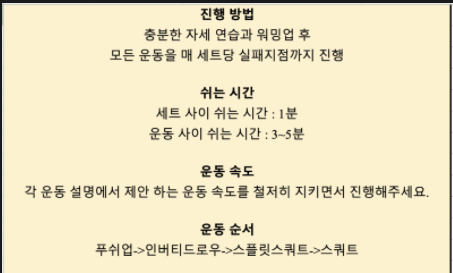 진행 방법
충분한 자세 연습과 워밍업 후
모든 운동을 매 세트당 실패지점까지 진행
쉬는 시간
세트 사이 쉬는 시간 : 1분
운동 사이 쉬는 시간 : 3~5분
운동 속도
각 운동 설명에서 제안 하는 운동 속도를 철저히 지키면서 진행해주세요.
운동 순서
푸쉬업->인버티드로우->스플릿스쿼트->스쿼트